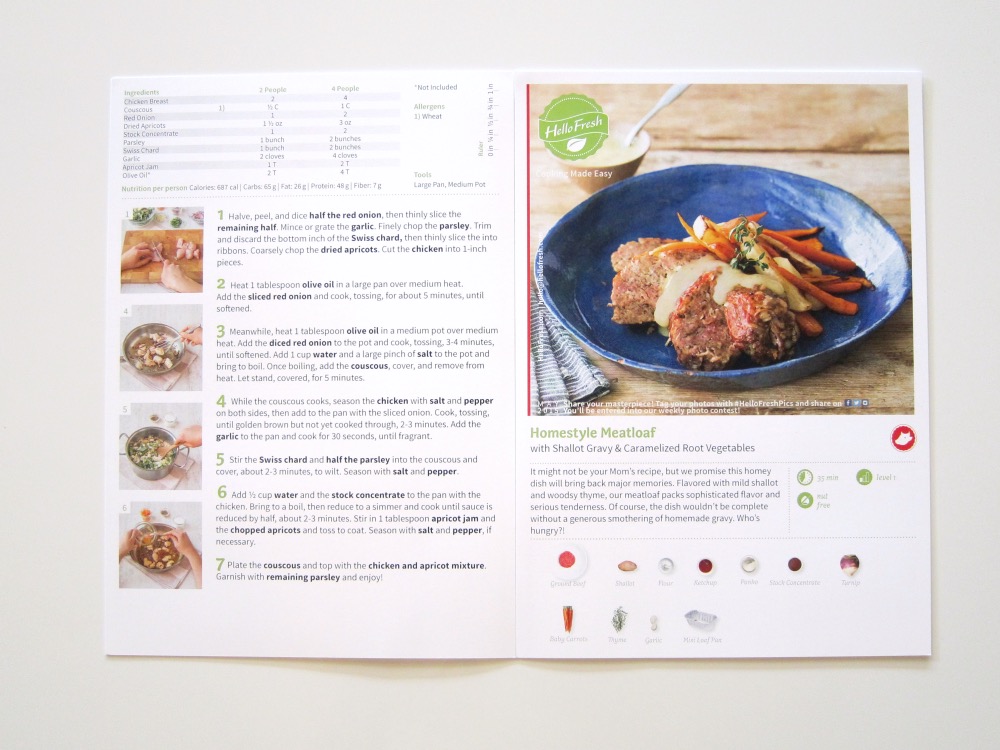 Ingredients 2 People 4 People
Chicken Breast 2 4
Couscous 1) ½ C 1 C
Red Onion 1 2
Dried Apricots 1 ½ oz 3 oz
Stock Concentrate 1 2
Parsley 1 bunch 2 bunches
Swiss Chard 1 bunch 2 bunches
Garlic 2 cloves 4 cloves
Apricot Jam 1 T 2 T
Olive Oil* 2 T 4 T
*Not Included
Allergens
1) Wheat
Tools
Large Pan, Medium Pot
Ruler
0 in ¼ in ½ in ¾ in 1 in
Nutrition per person Calories: 687 cal | Carbs: 65 g | Fat: 26 g | Protein: 48 g | Fiber: 7 g
1
1 Halve, peel, and dice half the red onion, then thinly slice the
remaining half. Mince or grate the garlic. Finely chop the parsley. Trim
and discard the bottom inch of the Swiss chard, then thinly slice the into
ribbons. Coarsely chop the dried apricots. Cut the chicken into 1-inch
pieces.
2 Heat 1 tablespoon olive oil in a large pan over medium heat.
Add the sliced red onion and cook, tossing, for about 5 minutes, until
softened.
4
3 Meanwhile, heat 1 tablespoon olive oil in a medium pot over medium
heat. Add the diced red onion to the pot and cook, tossing, 3-4 minutes,
until softened. Add 1 cup water and a large pinch of salt to the pot and
bring to boil. Once boiling, add the couscous, cover, and remove from
heat. Let stand, covered, for 5 minutes.
4 While the couscous cooks, season the chicken with salt and pepper
on both sides, then add to the pan with the sliced onion. Cook, tossing,
until golden brown but not yet cooked through, 2-3 minutes. Add the
garlic to the pan and cook for 30 seconds, until fragrant.
5
5 Stir the Swiss chard and half the parsley into the couscous and
cover, about 2-3 minutes, to wilt. Season with salt and pepper.
6
6 Add ½ cup water and the stock concentrate to the pan with the
chicken. Bring to a boil, then reduce to a simmer and cook until sauce is
reduced by half, about 2-3 minutes. Stir in 1 tablespoon apricot jam and
the chopped apricots and toss to coat. Season with salt and pepper, if
necessary.
7 Plate the couscous and top with the chicken and apricot mixture.
Garnish with remaining parsley and enjoy!
HelloFresh
Cooking Made Easy
MAY Share your masterpiece! Tag your photos with #HelloFreshPics and share on
2015 You'll be entered into our weekly photo contest!
Homestyle Meatloaf
with Shallot Gravy & Caramelized Root Vegetables
It might not be your Mom's recipe, but we promise this homey
dish will bring back major memories. Flavored with mild shallot
and woodsy thyme, our meatloaf packs sophisticated flavor and
serious tenderness. Of course, the dish wouldn't be complete
without a generous smothering of homemade gravy. Who's
hungry?!
35 min
level 1
nut
free
Ground Beef Shallot Flour Ketchup Panko Stock Concentrate Turnip
Baby Carrots Thyme Garlic Mini Loaf Pan